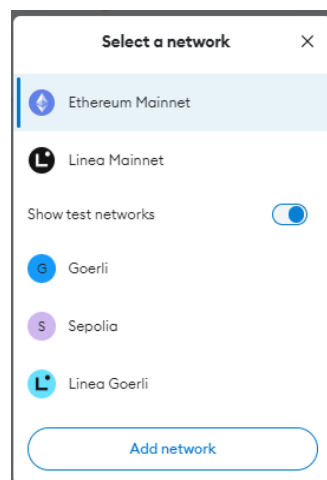 Select a network
Ethereum Mainnet
Linea Mainnet
Show test networks
G Goerli
S Sepolia
Linea Goerli
Add network